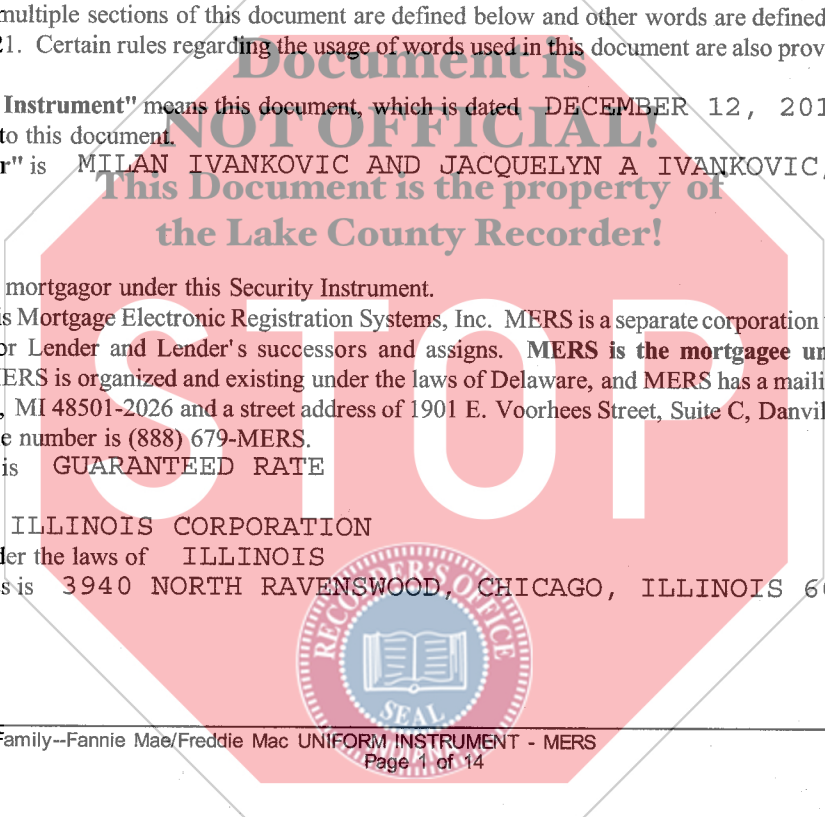 multiple sections of this document are defined below and other words are defined
21. Certain rules regarding the usage of words used in this document are also prov
Document is
Instrument" means this document, which is dated DECEMBER 12, 201
NOT OFFICIAL!
to this document.
r" is MILAN IVANKOVIC AND JACQUELYN A IVANKOVIC,
This Document is the property of
the Lake County Recorder!
mortgagor under this Security Instrument.
is Mortgage Electronic Registration Systems, Inc. MERS is a separate corporation
or Lender and Lender's successors and assigns. MERS is the mortgagee un
MERS is organized and existing under the laws of Delaware, and MERS has a maili
, MI 48501-2026 and a street address of 1901 E. Voorhees Street, Suite C, Danvil
e number is (888) 679-MERS.
STOP
is GUARANTEED RATE
ILLINOIS CORPORATION
der the laws of ILLINOIS
s is 3940 NORTH RAVENSWOOD, CHICAGO, ILLINOIS 60
RECORDER'S OFFICE
SEAL
INDIANA
Family--Fannie Mae/Freddie Mac UNIFORM INSTRUMENT - MERS
Page 1 of 14